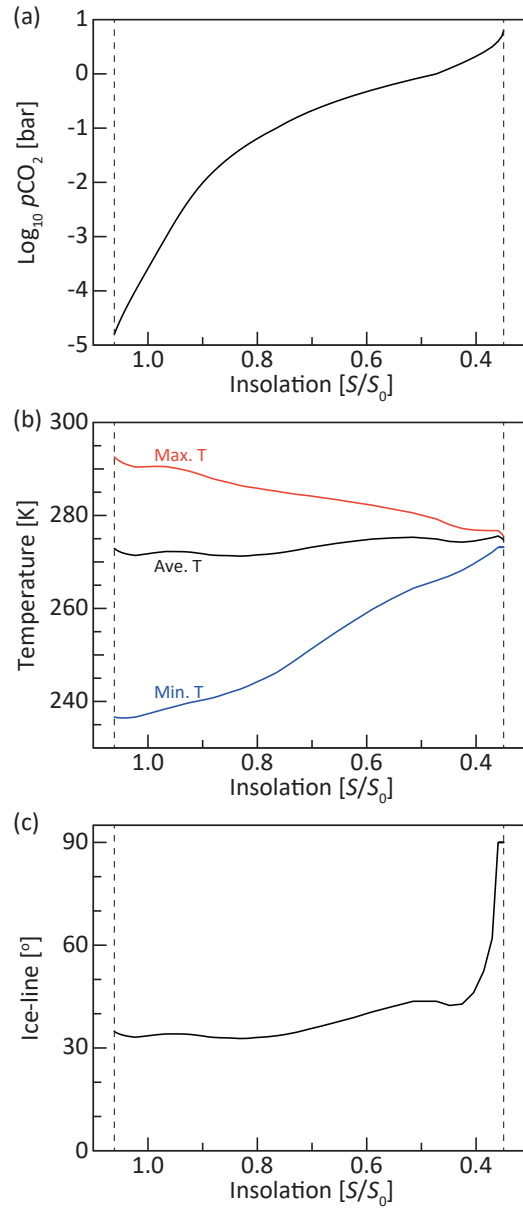 (a)
1
0
-1
-2
-3
-4
-5
Log10 pCO2 [bar]
1.0 0.8 0.6 0.4
Insolation [S/S0]
(b)
300
280
260
240
Temperature [K]
Max. T
Ave. T
Min. T
1.0 0.8 0.6 0.4
Insolation [S/S0]
(c)
90
60
30
0
Ice-line [o]
1.0 0.8 0.6 0.4
Insolation [S/S0]